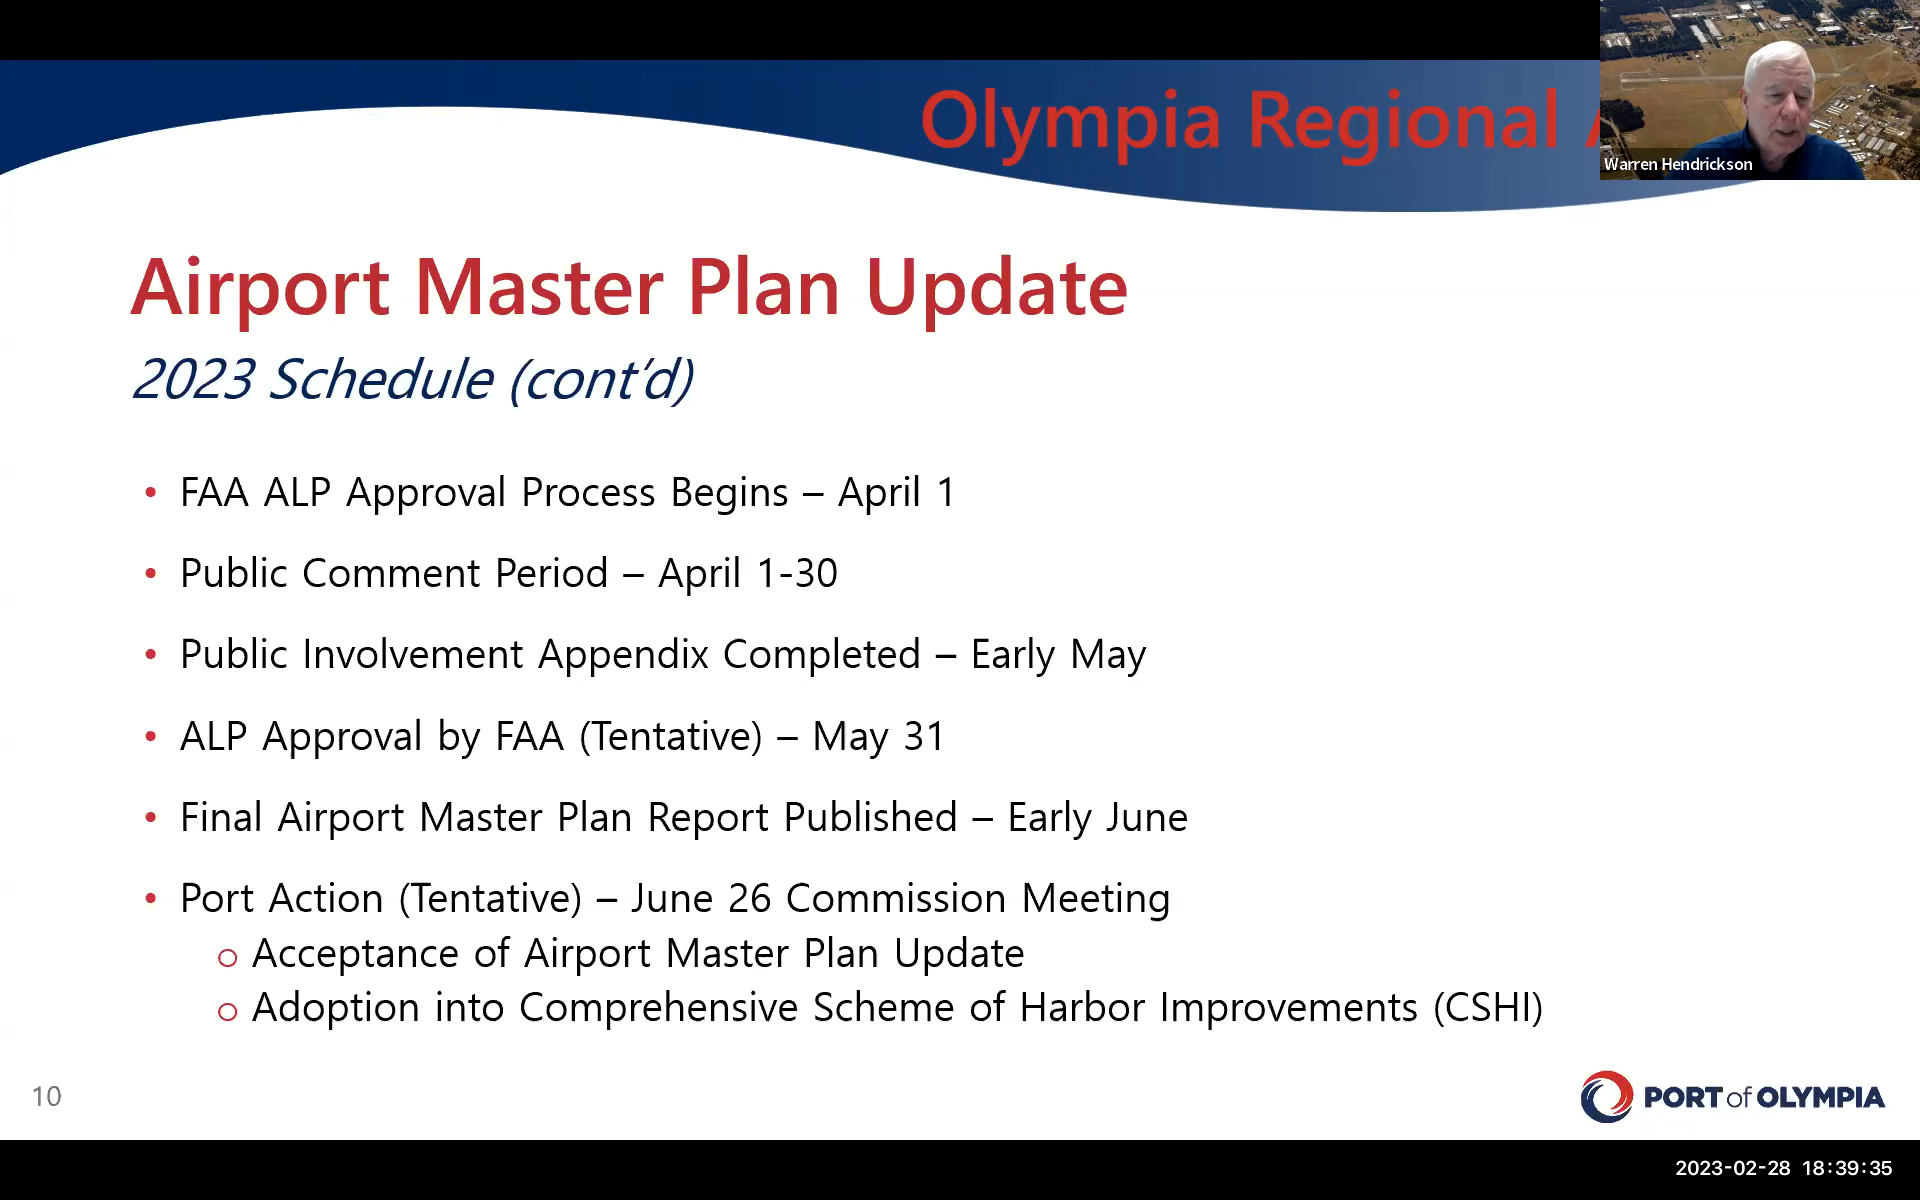 Olympia Regional
Warren Hendrickson
Airport Master Plan Update
2023 Schedule (cont'd)
• FAA ALP Approval Process Begins – April 1
• Public Comment Period – April 1-30
• Public Involvement Appendix Completed – Early May
• ALP Approval by FAA (Tentative) – May 31
• Final Airport Master Plan Report Published – Early June
• Port Action (Tentative) – June 26 Commission Meeting
o Acceptance of Airport Master Plan Update
o Adoption into Comprehensive Scheme of Harbor Improvements (CSHI)
10
PORT of OLYMPIA
2023-02-28 18:39:35